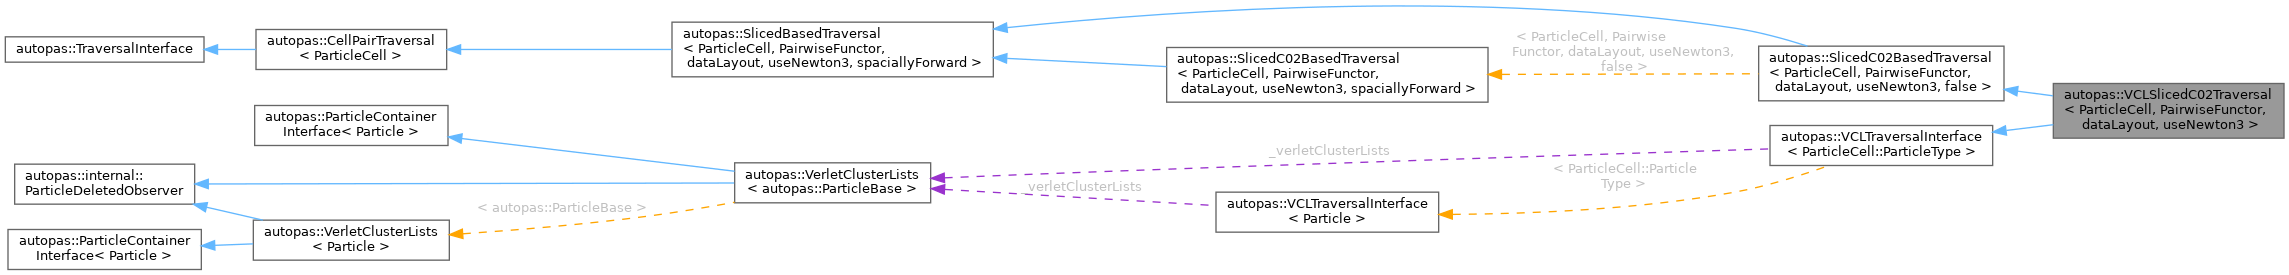 autopas::TraversalInterface
autopas::CellPairTraversal
< ParticleCell >
autopas::SlicedBasedTraversal
< ParticleCell, PairwiseFunctor,
dataLayout, useNewton3, spaciallyForward >
autopas::SlicedC02BasedTraversal
< ParticleCell, PairwiseFunctor,
dataLayout, useNewton3, spaciallyForward >
< ParticleCell, Pairwise
Functor, dataLayout, useNewton3,
false >
autopas::SlicedC02BasedTraversal
< ParticleCell, PairwiseFunctor,
dataLayout, useNewton3, false >
autopas::VCLSlicedC02Traversal
< ParticleCell, PairwiseFunctor,
dataLayout, useNewton3 >
autopas::ParticleContainer
Interface< Particle >
autopas::internal::
ParticleDeletedObserver
autopas::ParticleContainer
Interface< Particle >
autopas::VerletClusterLists
< Particle >
< autopas::ParticleBase >
autopas::VerletClusterLists
< autopas::ParticleBase >
_verletClusterLists
_verletClusterLists
autopas::VCLTraversalInterface
< Particle >
< ParticleCell::Particle
Type >
autopas::VCLTraversalInterface
< ParticleCell::ParticleType >